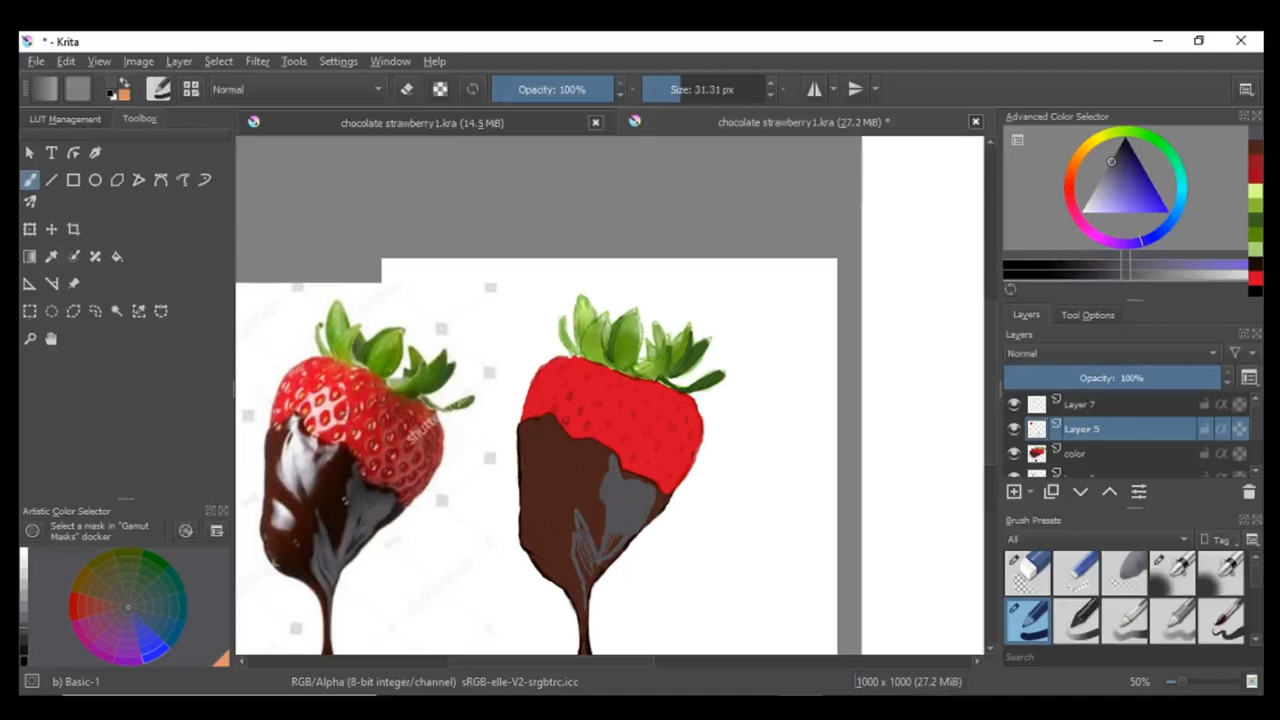 * - Krita
File Edit View Image Layer Select Filter Tools Settings Window Help
Normal Opacity: 100% Size: 31.31 px
LUT Management Toolbox
chocolate strawberry1.kra (14.5 MiB)
chocolate strawberry1.kra (27.2 MiB) *
Advanced Color Selector
Layers Tool Options
Layers
Normal
Opacity: 100%
Layer 7
Layer 5
color
Artistic Color Selector
Select a mask in "Gamut
Masks" docker
Brush Presets
All Tag
Search
b) Basic-1
RGB/Alpha (8-bit integer/channel) sRGB-elle-V2-srgbtrc.icc
1000 x 1000 (27.2 MiB)
50%